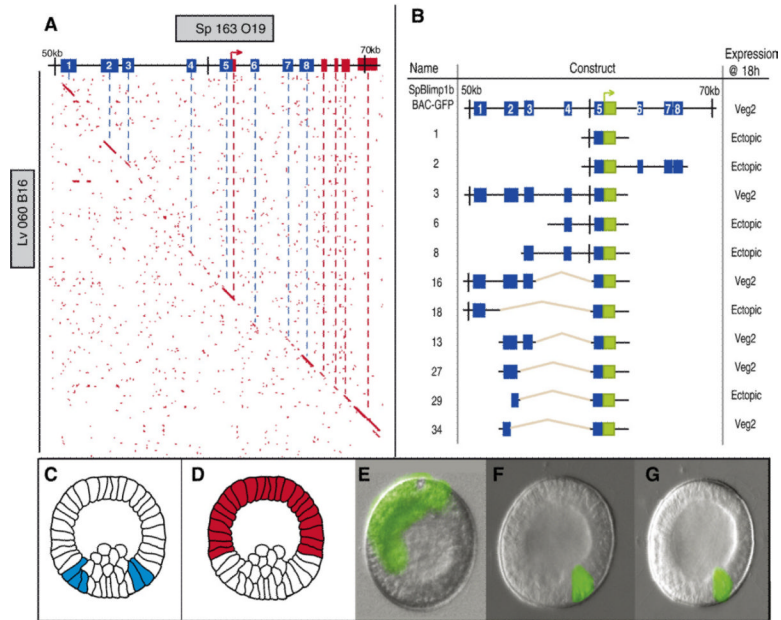 A
Sp 163 O19
50kb
70kb
1 2 3 4 5 6 7 8
Lv 060 B16
B
Name
Construct
Expression
@ 18h
SpBlimp1b
BAC-GFP
50kb
70kb
1 2 3 4 5 6 7 8
Veg2
1
Ectopic
2
Ectopic
3
Veg2
6
Ectopic
8
Ectopic
16
Veg2
18
Ectopic
13
Veg2
27
Veg2
29
Ectopic
34
Veg2
C
D
E
F
G